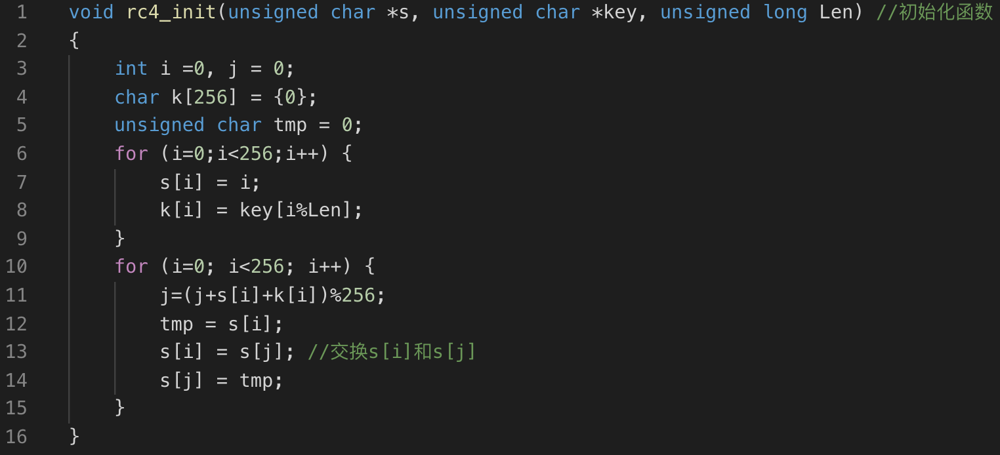 1 void rc4_init(unsigned char *s, unsigned char *key, unsigned long Len) //初始化函数
2 {
3     int i =0, j = 0;
4     char k[256] = {0};
5     unsigned char tmp = 0;
6     for (i=0;i<256;i++) {
7         s[i] = i;
8         k[i] = key[i%Len];
9     }
10     for (i=0; i<256; i++) {
11         j=(j+s[i]+k[i])%256;
12         tmp = s[i];
13         s[i] = s[j]; //交换s[i]和s[j]
14         s[j] = tmp;
15     }
16 }